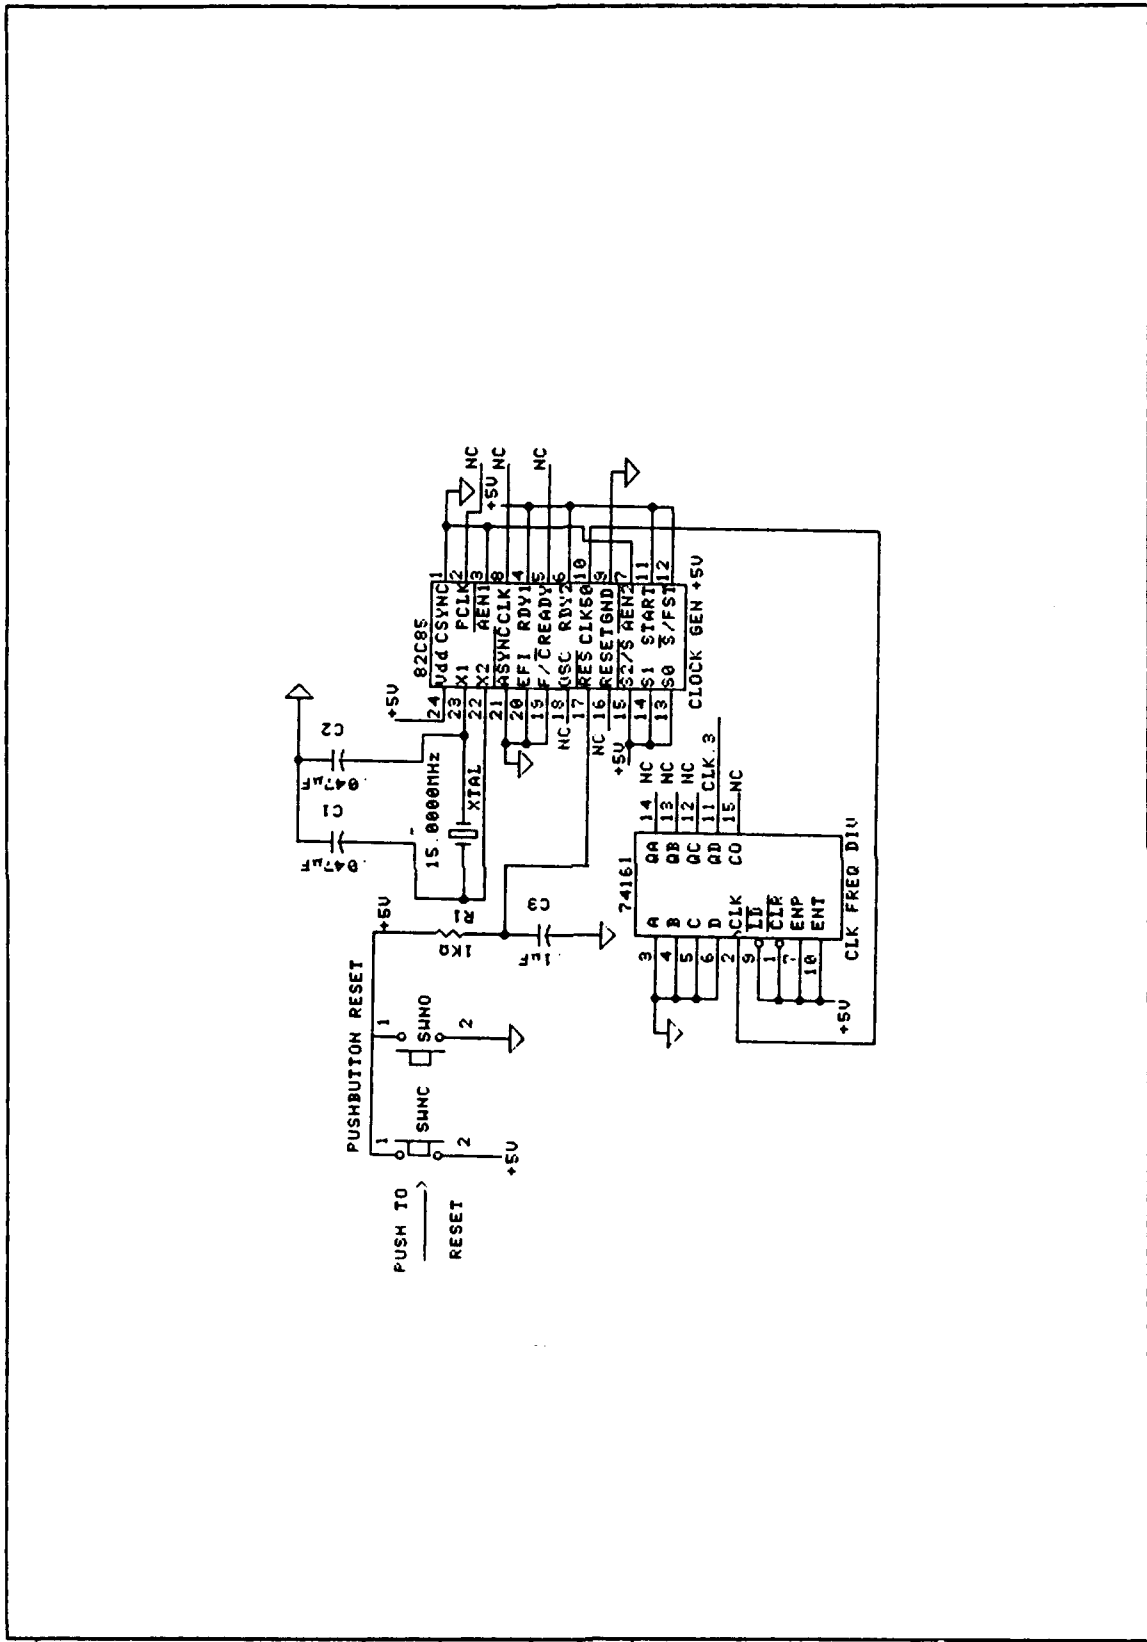 PUSHBUTTON RESET
PUSH TO
RESET
1
SWNC
2
+5V
1
SWNO
2
+5V
R1
1KΩ
C3
.1µF
C1
.047µF
C2
.047µF
15.0000MHz
XTAL
+5V
82C85
24 Vdd CSYNC 1
23 X1 PCLK 2 NC
22 X2 AEN1 3
21 ASYNC CLK 8 NC
20 EFI RDY1 4
19 F/C READY 5 NC
NC 18 OSC RDY2 6
17 RES CLK50 10
NC 16 RESET GND 9
15 S2/S AEN2 7
14 S1 START 11
13 S0 S/FST 12
+5V
+5V
CLOCK GEN +5V
74161
3 A QA 14 NC
4 B QB 13 NC
5 C QC 12 NC
6 D QD 11 CLK.3
2 CLK CO 15 NC
9 LD
1 CLR
7 ENP
10 ENT
+5V
CLK FREQ DIV